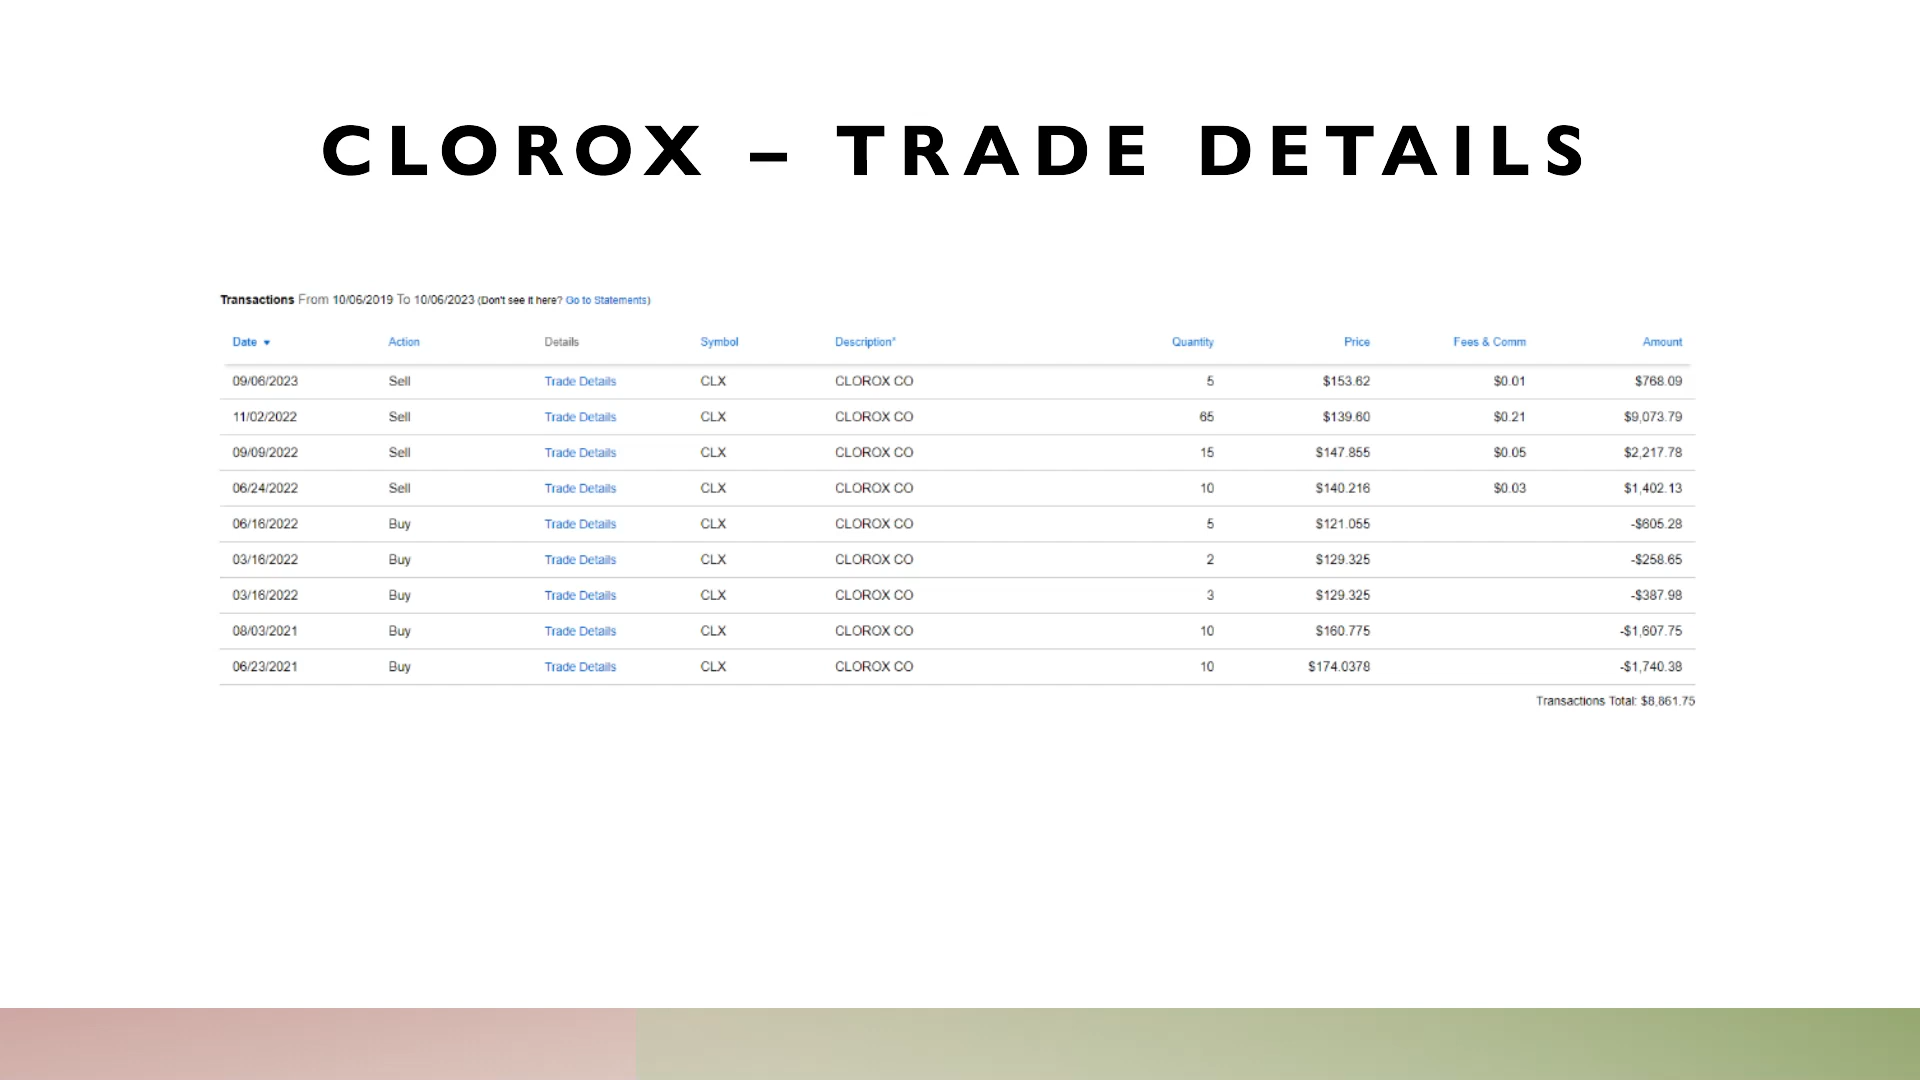 CLOROX – TRADE DETAILS
Transactions From 10/06/2019 To 10/06/2023 (Don't see it here? Go to Statements)
Date ▼ Action Details Symbol Description* Quantity Price Fees & Comm Amount
09/06/2023 Sell Trade Details CLX CLOROX CO 5 $153.62 $0.01 $768.09
11/02/2022 Sell Trade Details CLX CLOROX CO 65 $139.60 $0.21 $9,073.79
09/09/2022 Sell Trade Details CLX CLOROX CO 15 $147.855 $0.05 $2,217.78
06/24/2022 Sell Trade Details CLX CLOROX CO 10 $140.216 $0.03 $1,402.13
06/16/2022 Buy Trade Details CLX CLOROX CO 5 $121.055 -$605.28
03/16/2022 Buy Trade Details CLX CLOROX CO 2 $129.325 -$258.65
03/16/2022 Buy Trade Details CLX CLOROX CO 3 $129.325 -$387.98
08/03/2021 Buy Trade Details CLX CLOROX CO 10 $160.775 -$1,607.75
06/23/2021 Buy Trade Details CLX CLOROX CO 10 $174.0378 -$1,740.38
Transactions Total: $8,861.75